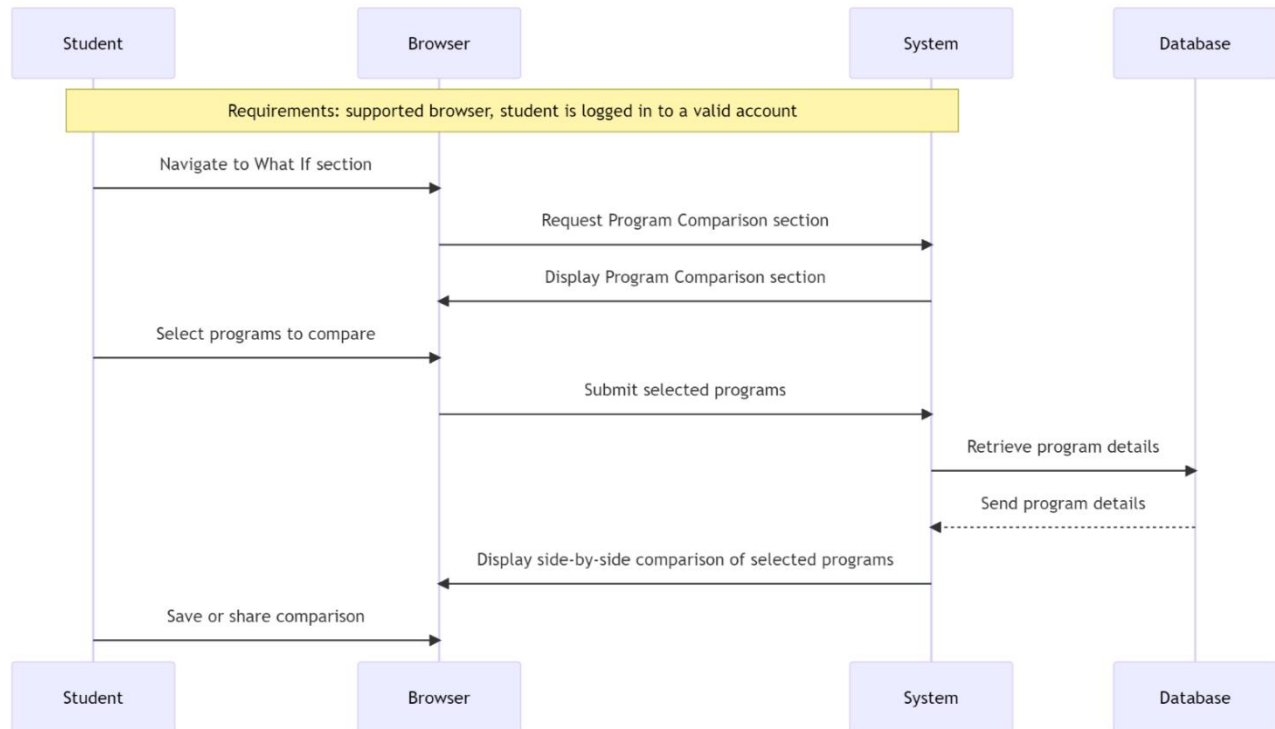 Student
Browser
System
Database
Requirements: supported browser, student is logged in to a valid account
Navigate to What If section
Request Program Comparison section
Display Program Comparison section
Select programs to compare
Submit selected programs
Retrieve program details
Send program details
Display side-by-side comparison of selected programs
Save or share comparison
Student
Browser
System
Database